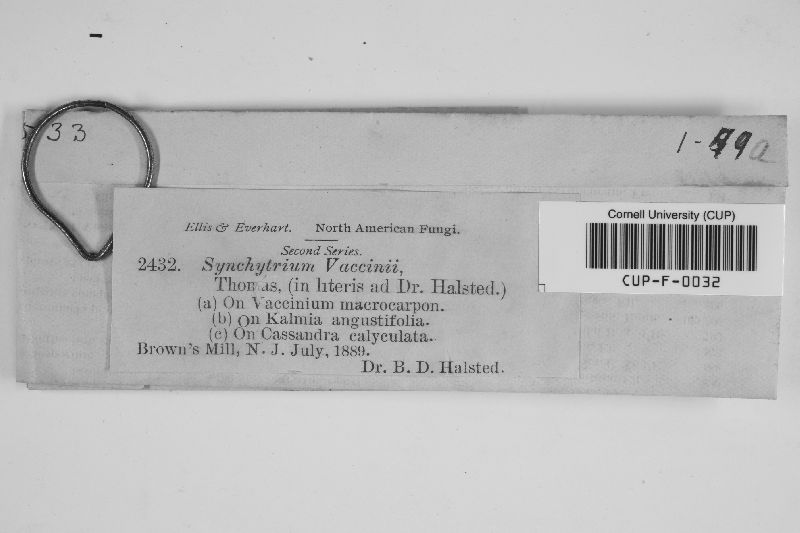 33
1-49a
Ellis & Everhart. North American Fungi.
Second Series.
2432. Synchytrium Vaccinii,
Thomas, (in literis ad Dr. Halsted.)
(a) On Vaccinium macrocarpon.
(b) On Kalmia angustifolia.
(c) On Cassandra calyculata.
Brown's Mill, N. J. July, 1889.
Dr. B. D. Halsted.
Cornell University (CUP)
CUP-F-0032